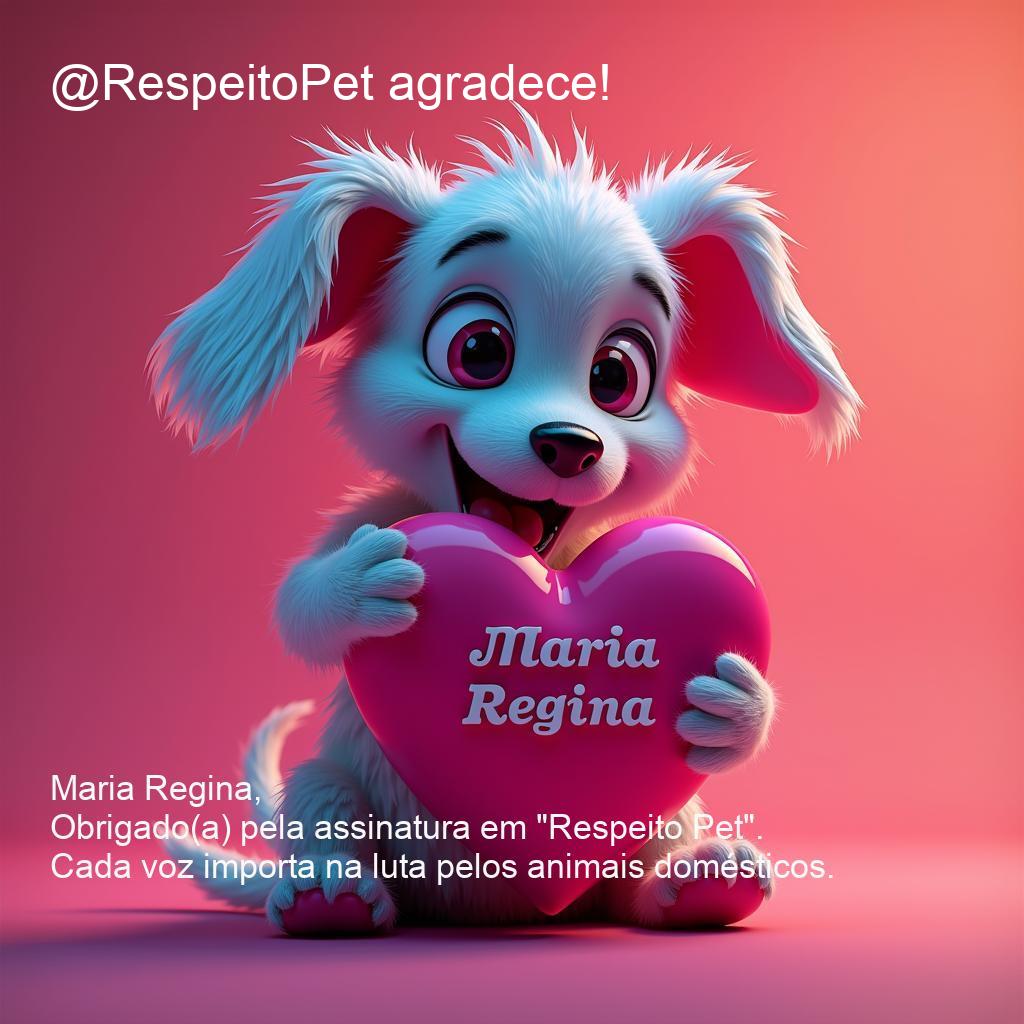 @RespeitoPet agradece!
Maria
Regina
Maria Regina,
Obrigado(a) pela assinatura em "Respeito Pet".
Cada voz importa na luta pelos animais domésticos.